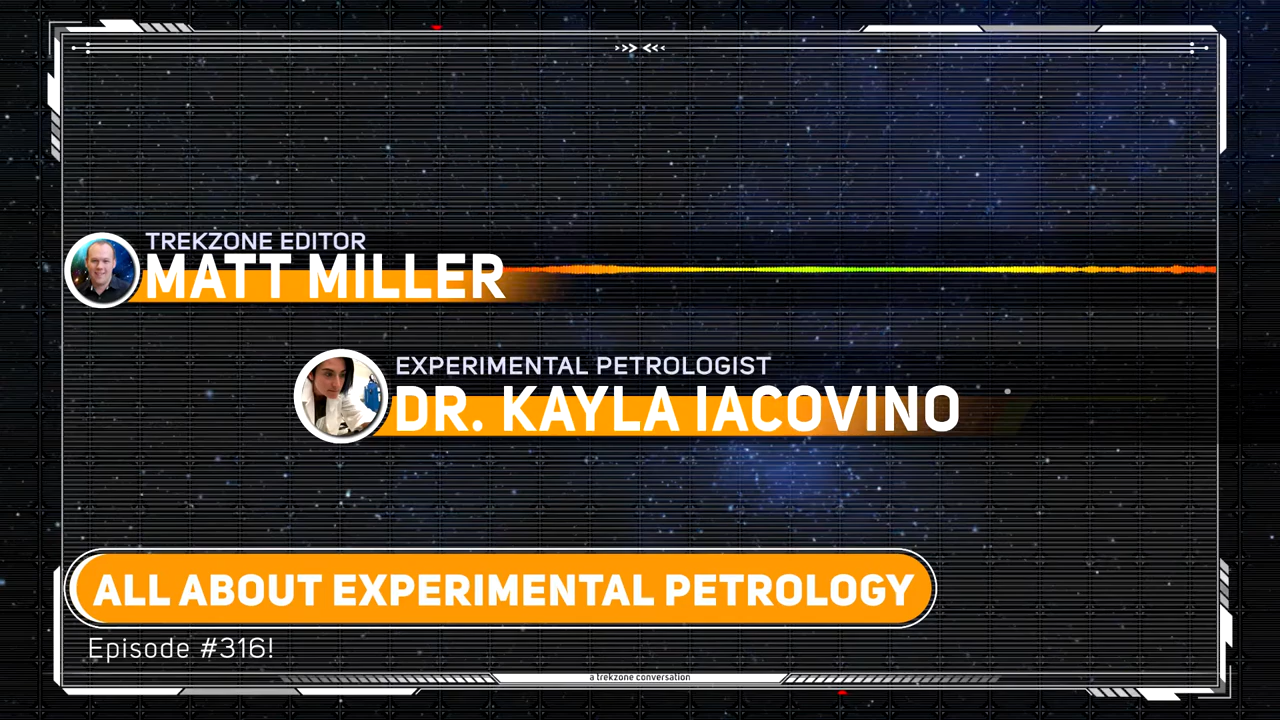 TREKZONE EDITOR
MATT MILLER
EXPERIMENTAL PETROLOGIST
DR. KAYLA IACOVINO
ALL ABOUT EXPERIMENTAL PETROLOGY
Episode #316!
a trekzone conversation